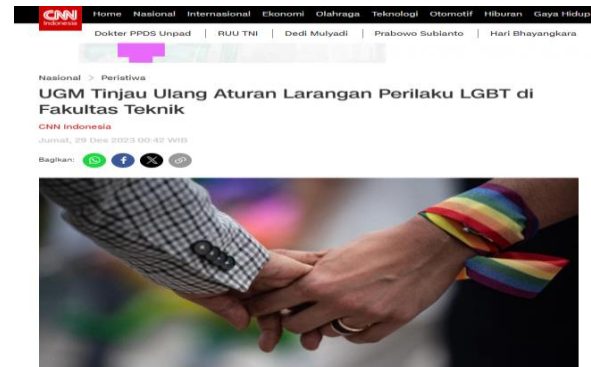 CNN
Indonesia
Home Nasional Internasional Ekonomi Olahraga Teknologi Otomotif Hiburan Gaya Hidup
Dokter PPDS Unpad | RUU TNI | Dedi Mulyadi | Prabowo Subianto | Hari Bhayangkara
Nasional > Peristiwa
UGM Tinjau Ulang Aturan Larangan Perilaku LGBT di
Fakultas Teknik
CNN Indonesia
Jumat, 29 Des 2023 00:42 WIB
Bagikan: